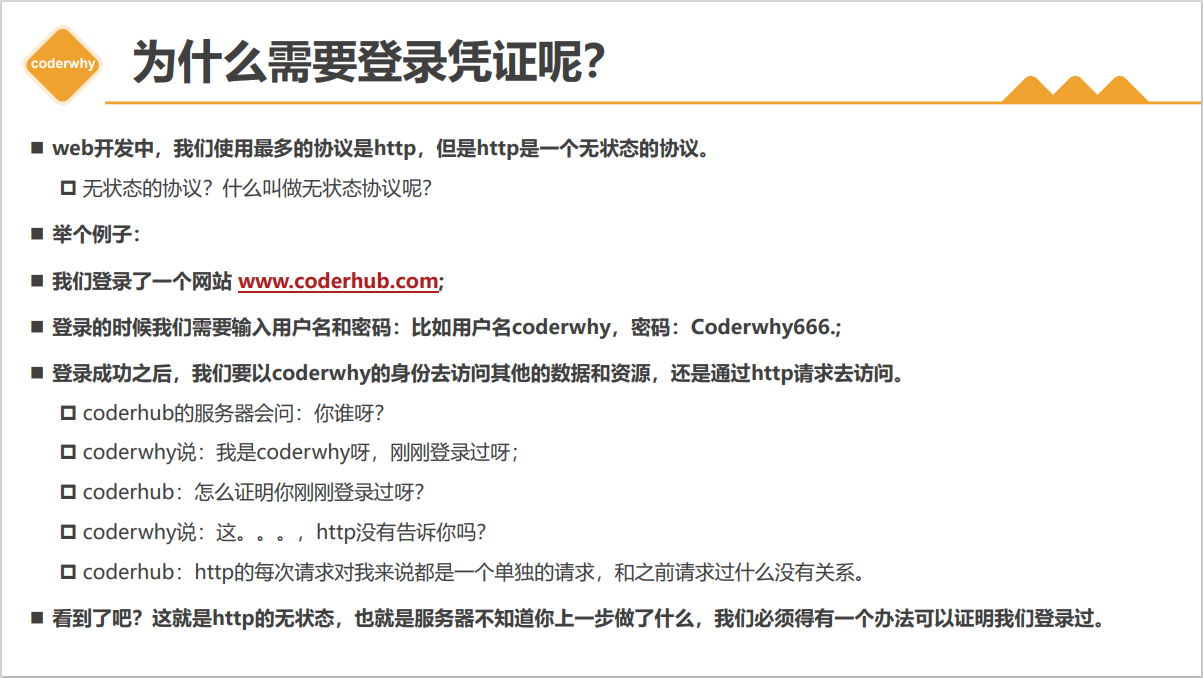 coderwhy
为什么需要登录凭证呢？
web开发中，我们使用最多的协议是http，但是http是一个无状态的协议。
无状态的协议？什么叫做无状态协议呢？
举个例子：
我们登录了一个网站 www.coderhub.com;
登录的时候我们需要输入用户名和密码：比如用户名coderwhy，密码：Coderwhy666.;
登录成功之后，我们要以coderwhy的身份去访问其他的数据和资源，还是通过http请求去访问。
coderhub的服务器会问：你谁呀？
coderwhy说：我是coderwhy呀，刚刚登录过呀；
coderhub：怎么证明你刚刚登录过呀？
coderwhy说：这。。。，http没有告诉你吗？
coderhub：http的每次请求对我来说都是一个单独的请求，和之前请求过什么没有关系。
看到了吧？这就是http的无状态，也就是服务器不知道你上一步做了什么，我们必须得有一个办法可以证明我们登录过。